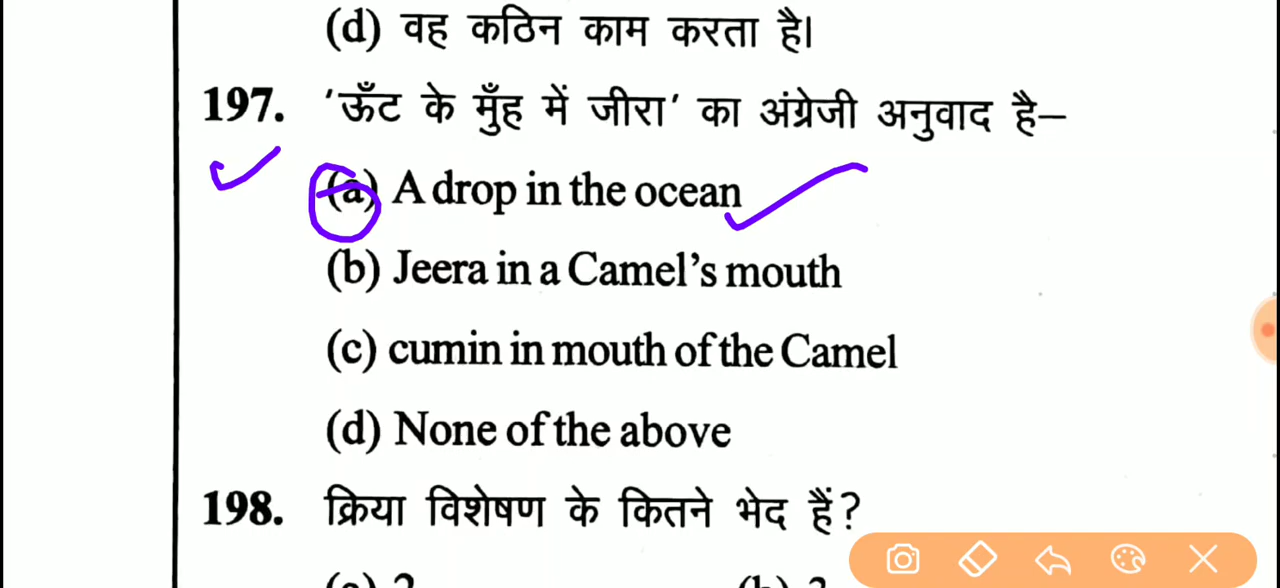 (d) वह कठिन काम करता है।
197. 'ऊँट के मुँह में जीरा' का अंग्रेजी अनुवाद है–
(a) A drop in the ocean
(b) Jeera in a Camel's mouth
(c) cumin in mouth of the Camel
(d) None of the above
198. क्रिया विशेषण के कितने भेद हैं?